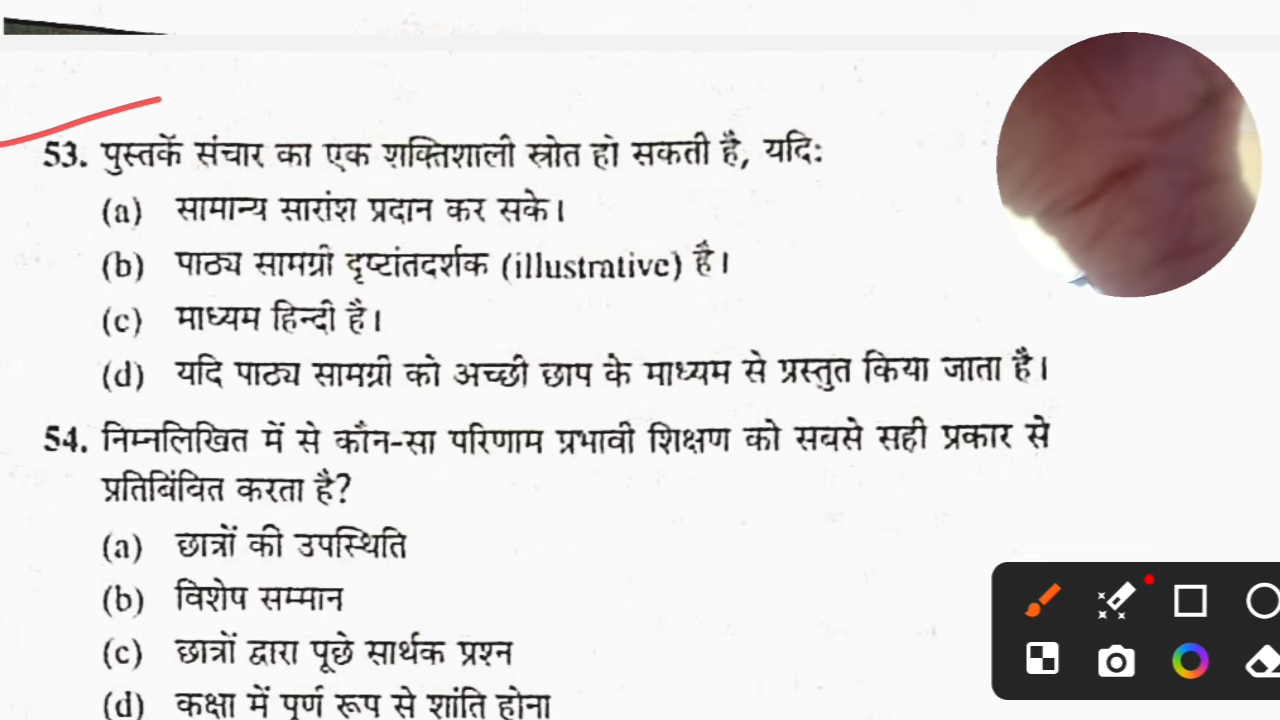 53. पुस्तकें संचार का एक शक्तिशाली स्रोत हो सकती है, यदि:
(a) सामान्य सारांश प्रदान कर सके।
(b) पाठ्य सामग्री दृष्टांतदर्शक (illustrative) है।
(c) माध्यम हिन्दी है।
(d) यदि पाठ्य सामग्री को अच्छी छाप के माध्यम से प्रस्तुत किया जाता है।
54. निम्नलिखित में से कौन-सा परिणाम प्रभावी शिक्षण को सबसे सही प्रकार से
प्रतिबिंवित करता है?
(a) छात्रों की उपस्थिति
(b) विशेष सम्मान
(c) छात्रों द्वारा पूछे सार्थक प्रश्न
(d) कक्षा में पूर्ण रूप से शांति होना